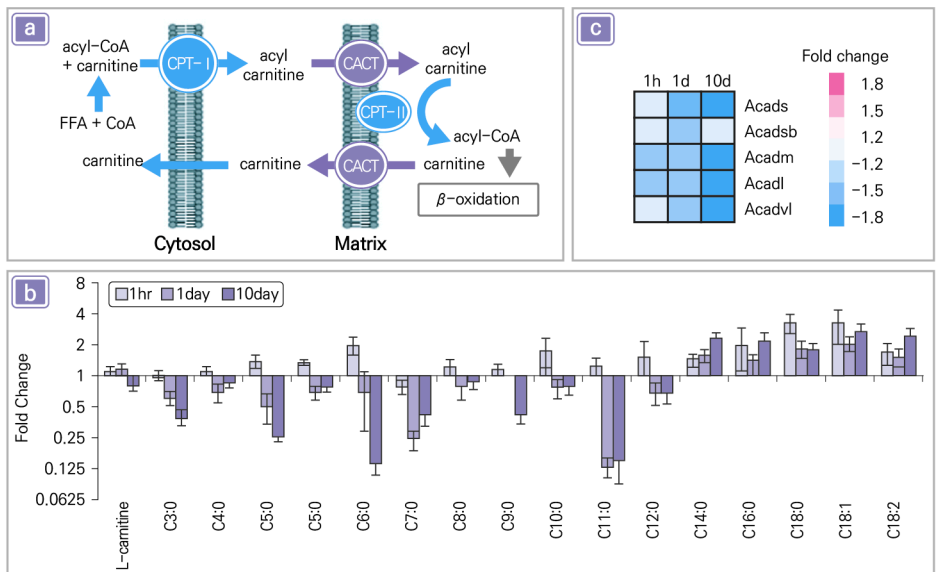 a
acyl-CoA
+ carnitine
CPT- I
acyl
carnitine
CACT
acyl
carnitine
FFA + CoA
CPT-II
acyl-CoA
carnitine
carnitine
CACT
carnitine
β-oxidation
Cytosol
Matrix
c
Fold change
1h 1d 10d
Acads
Acadsb
Acadm
Acadl
Acadvl
1.8
1.5
1.2
−1.2
−1.5
−1.8
b
1hr 1day 10day
Fold Change
8
4
2
1
0.5
0.25
0.125
0.0625
L-carnitine
C3:0
C4:0
C5:0
C5:0
C6:0
C7:0
C8:0
C9:0
C10:0
C11:0
C12:0
C14:0
C16:0
C18:0
C18:1
C18:2